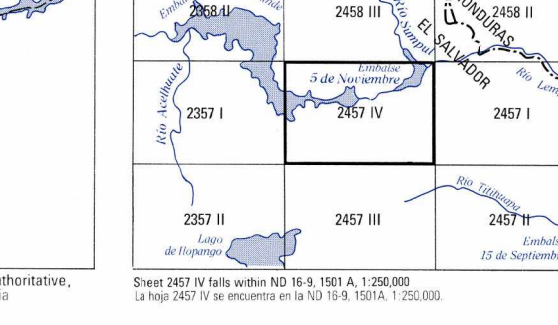 Embal
2358 II
ande
2458 III
Río Sumpul
HONDURAS
2458 II
EL SALVADOR
Embalse
5 de Noviembre
Río Lem
Río Acelhuate
2357 I
2457 IV
2457 I
Río Titihuapa
2357 II
2457 III
2457 II
Lago
de Ilopango
Embals
15 de Septiemb
thoritative,
ia
Sheet 2457 IV falls within ND 16-9, 1501 A, 1:250,000
La hoja 2457 IV se encuentra en la ND 16-9, 1501A, 1:250,000.